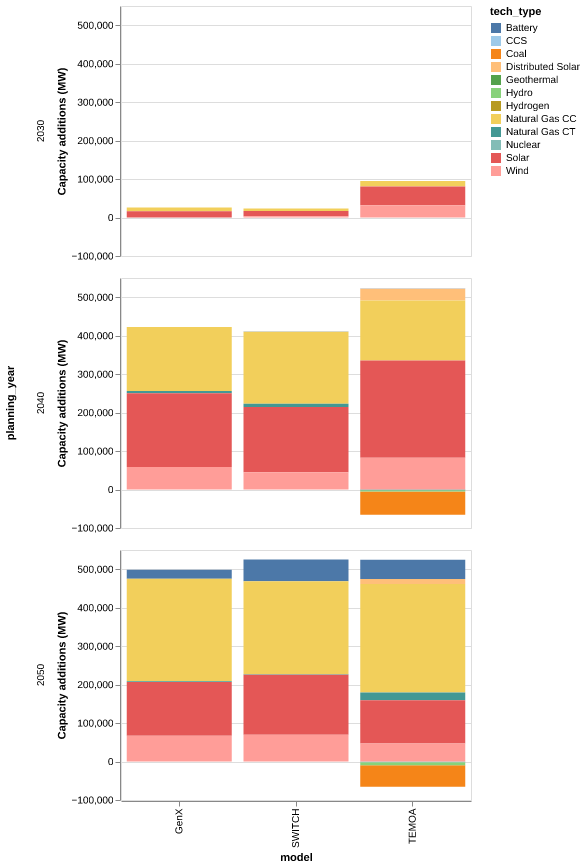 tech_type
Battery
CCS
Coal
Distributed Solar
Geothermal
Hydro
Hydrogen
Natural Gas CC
Natural Gas CT
Nuclear
Solar
Wind
planning_year
2030
Capacity additions (MW)
500,000
400,000
300,000
200,000
100,000
0
−100,000
2040
Capacity additions (MW)
500,000
400,000
300,000
200,000
100,000
0
−100,000
2050
Capacity additions (MW)
500,000
400,000
300,000
200,000
100,000
0
−100,000
GenX
SWITCH
TEMOA
model